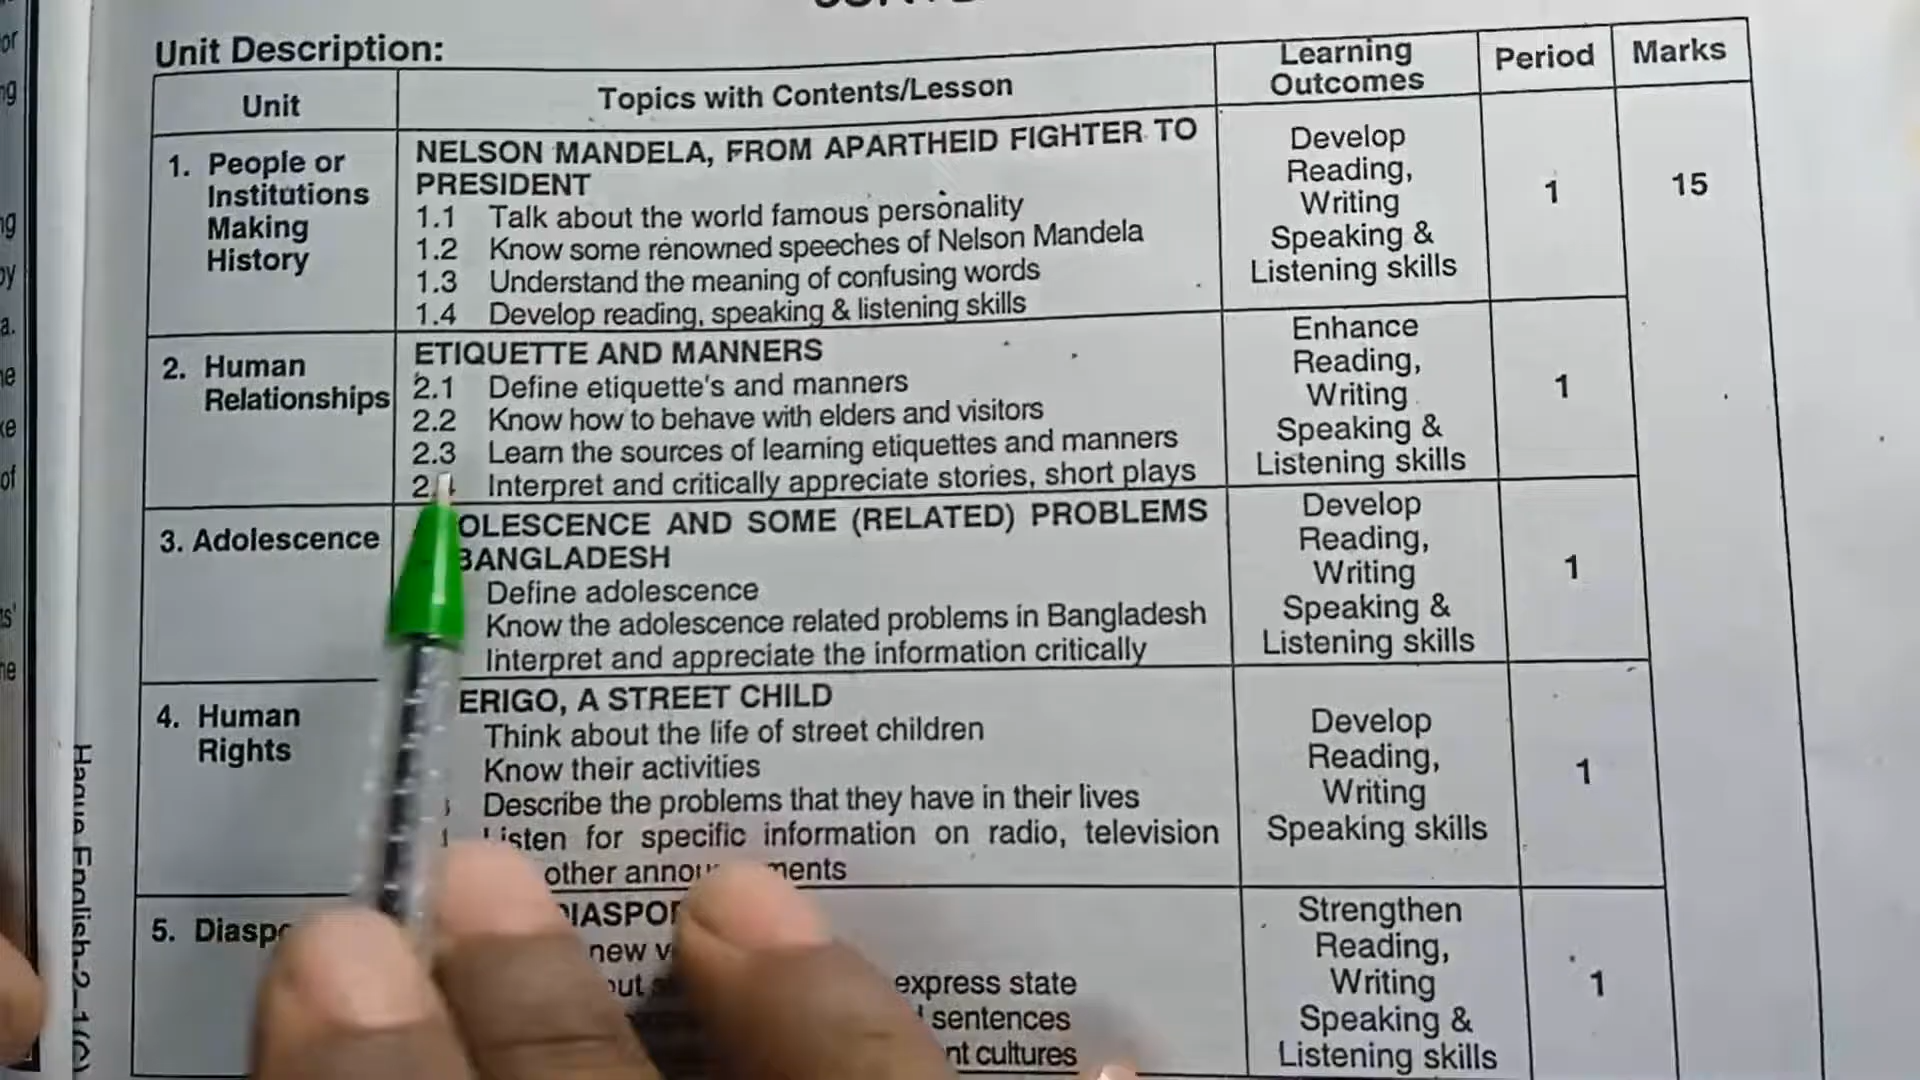 Unit Description:
Unit
Topics with Contents/Lesson
Learning
Outcomes
Period
Marks
1. People or
Institutions
Making
History
NELSON MANDELA, FROM APARTHEID FIGHTER TO
PRESIDENT
1.1 Talk about the world famous personality
1.2 Know some renowned speeches of Nelson Mandela
1.3 Understand the meaning of confusing words
1.4 Develop reading, speaking & listening skills
Develop
Reading,
Writing
Speaking &
Listening skills
1
15
2. Human
Relationships
ETIQUETTE AND MANNERS
2.1 Define etiquette's and manners
2.2 Know how to behave with elders and visitors
2.3 Learn the sources of learning etiquettes and manners
Interpret and critically appreciate stories, short plays
Enhance
Reading,
Writing
Speaking &
Listening skills
1
3. Adolescence
AND SOME (RELATED) PROBLEMS
BANGLADESH
Define adolescence
Know the adolescence related problems in Bangladesh
Interpret and appreciate the information critically
Develop
Reading,
Writing
Speaking &
Listening skills
1
4. Human
Rights
A STREET CHILD
Think about the life of street children
Know their activities
Describe the problems that they have in their lives
Listen for specific information on radio, television
other
Develop
Reading,
Writing
Speaking skills
1
5.
new
express state
sentences
cultures
Strengthen
Reading,
Writing
Speaking &
Listening skills
1
Haque English-2